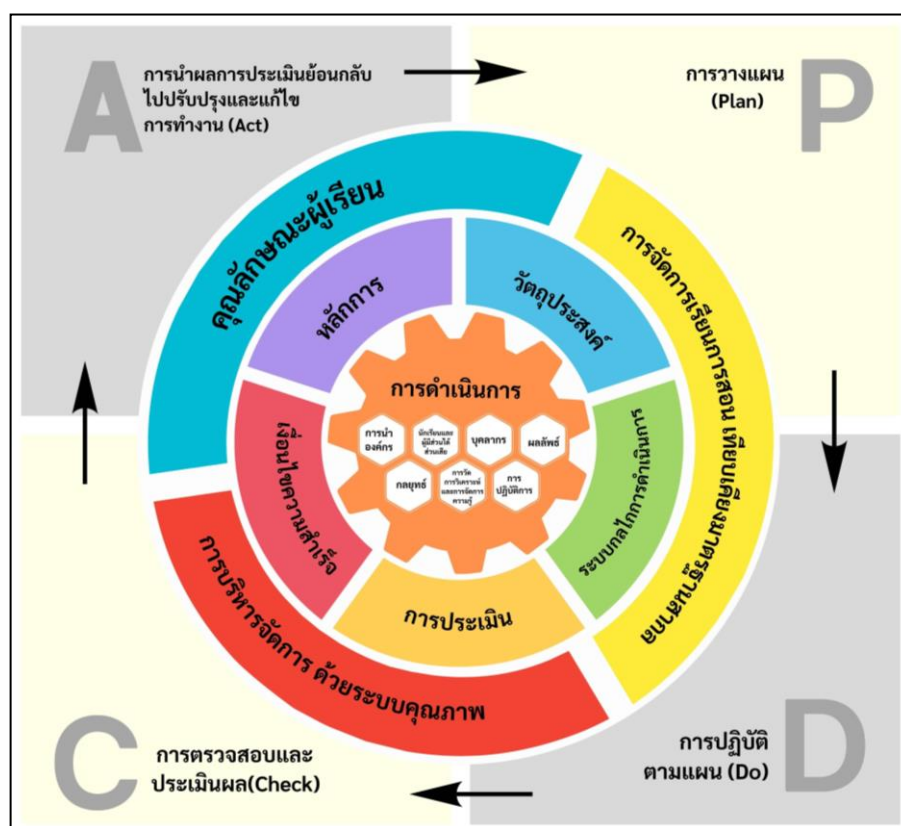 A
การนำผลการประเมินย้อนกลับ
ไปปรับปรุงและแก้ไข
การทำงาน (Act)
การวางแผน
(Plan)
P
คุณลักษณะผู้เรียน
การจัดการเรียนการสอน เทียบเคียงมาตรฐานสากล
หลักการ
วัตถุประสงค์
การดำเนินการ
การนำ
องค์กร
นักเรียนและ
ผู้มีส่วนได้
ส่วนเสีย
บุคลากร
ผลลัพธ์
กลยุทธ์
การวัด
การวิเคราะห์
และการจัดการ
ความรู้
การ
ปฏิบัติการ
เงื่อนไขความสำเร็จ
ระบบกลไกการดำเนินการ
การประเมิน
การบริหารจัดการ ด้วยระบบคุณภาพ
C
การตรวจสอบและ
ประเมินผล(Check)
การปฏิบัติ
ตามแผน (Do)
D